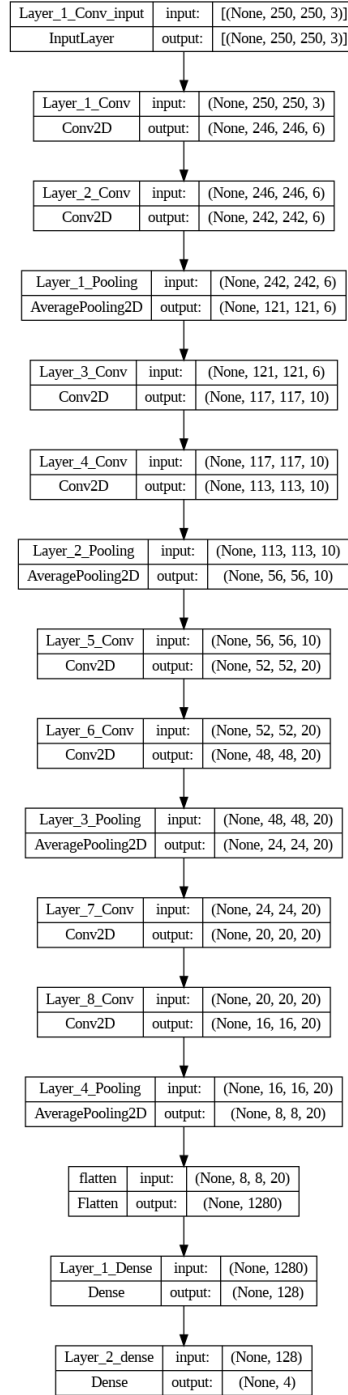 Layer_1_Conv_input input: [(None, 250, 250, 3)]
InputLayer output: [(None, 250, 250, 3)]
Layer_1_Conv input: (None, 250, 250, 3)
Conv2D output: (None, 246, 246, 6)
Layer_2_Conv input: (None, 246, 246, 6)
Conv2D output: (None, 242, 242, 6)
Layer_1_Pooling input: (None, 242, 242, 6)
AveragePooling2D output: (None, 121, 121, 6)
Layer_3_Conv input: (None, 121, 121, 6)
Conv2D output: (None, 117, 117, 10)
Layer_4_Conv input: (None, 117, 117, 10)
Conv2D output: (None, 113, 113, 10)
Layer_2_Pooling input: (None, 113, 113, 10)
AveragePooling2D output: (None, 56, 56, 10)
Layer_5_Conv input: (None, 56, 56, 10)
Conv2D output: (None, 52, 52, 20)
Layer_6_Conv input: (None, 52, 52, 20)
Conv2D output: (None, 48, 48, 20)
Layer_3_Pooling input: (None, 48, 48, 20)
AveragePooling2D output: (None, 24, 24, 20)
Layer_7_Conv input: (None, 24, 24, 20)
Conv2D output: (None, 20, 20, 20)
Layer_8_Conv input: (None, 20, 20, 20)
Conv2D output: (None, 16, 16, 20)
Layer_4_Pooling input: (None, 16, 16, 20)
AveragePooling2D output: (None, 8, 8, 20)
flatten input: (None, 8, 8, 20)
Flatten output: (None, 1280)
Layer_1_Dense input: (None, 1280)
Dense output: (None, 128)
Layer_2_dense input: (None, 128)
Dense output: (None, 4)